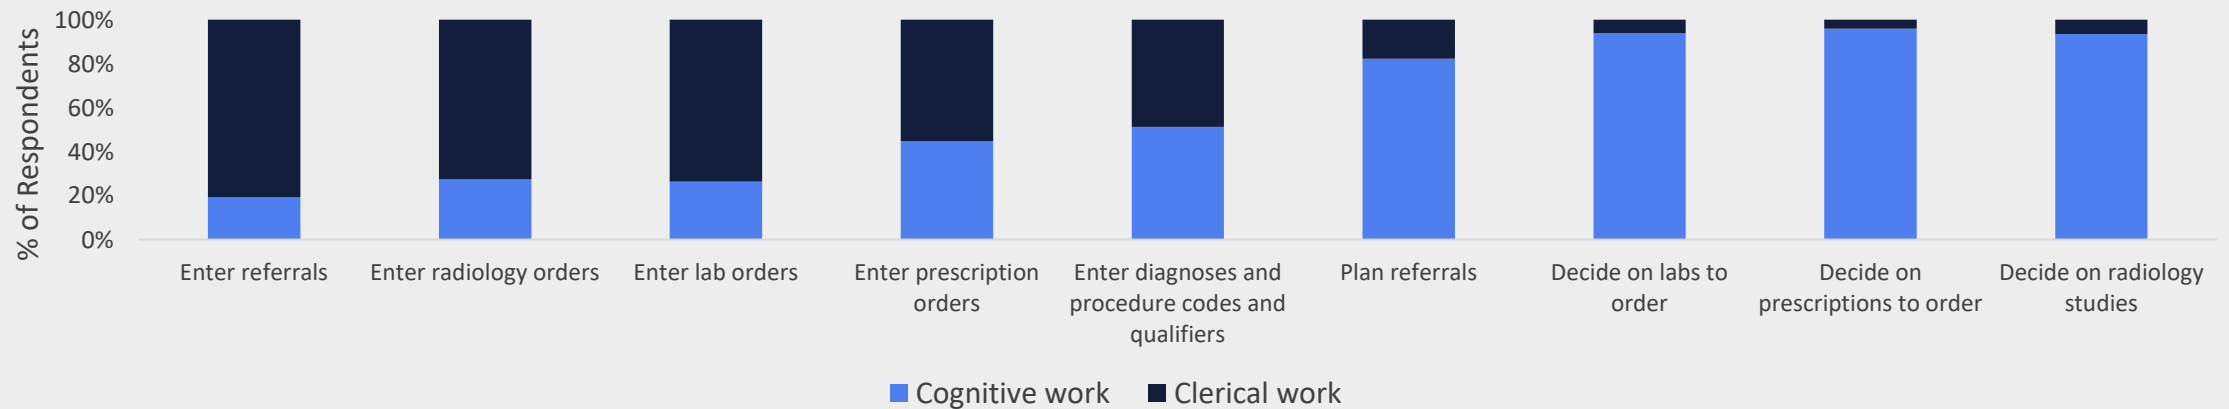 % of Respondents
100%
80%
60%
40%
20%
0%
Enter referrals
Enter radiology orders
Enter lab orders
Enter prescription
orders
Enter diagnoses and
procedure codes and
qualifiers
Plan referrals
Decide on labs to
order
Decide on
prescriptions to order
Decide on radiology
studies
Cognitive work
Clerical work